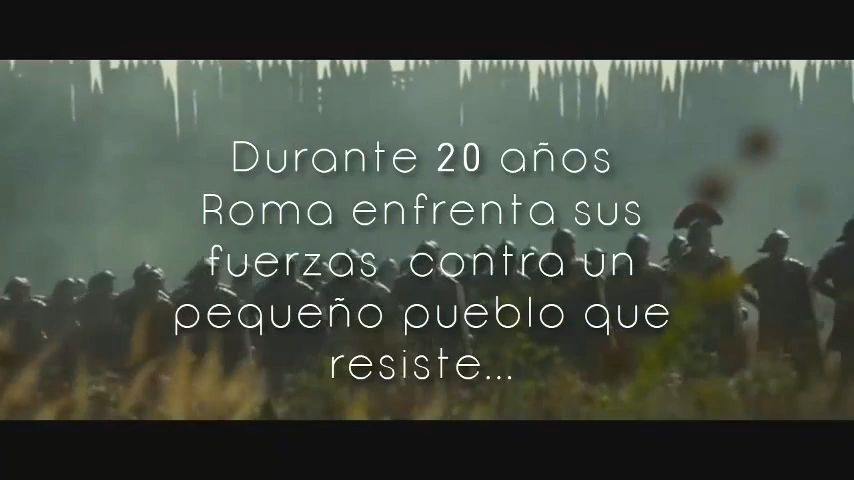 Durante 20 años
Roma enfrenta sus
fuerzas contra un
pequeño pueblo que
resiste...